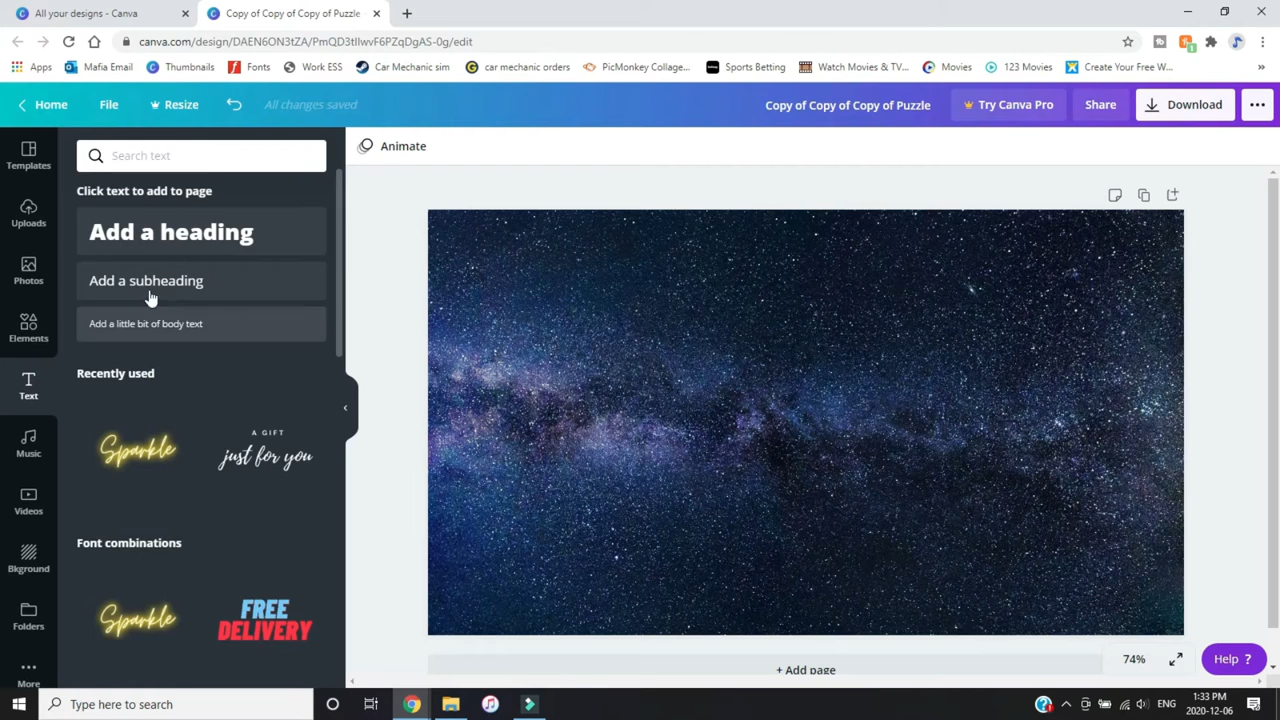 All your designs - Canva
Copy of Copy of Copy of Puzzle
canva.com/design/DAEN6ON3tZA/PmQD3tIlwvF6PZqDgAS-0g/edit
Apps Mafia Email Thumbnails Fonts Work ESS Car Mechanic sim car mechanic orders PicMonkey Collage... Sports Betting Watch Movies & TV... Movies 123 Movies Create Your Free W... »
Home File Resize All changes saved Copy of Copy of Copy of Puzzle Try Canva Pro Share Download
Templates
Uploads
Photos
Elements
Text
Music
Videos
Bkground
Folders
More
Search text
Click text to add to page
Add a heading
Add a subheading
Add a little bit of body text
Recently used
Sparkle
A GIFT
just for you
Font combinations
Sparkle
FREE
DELIVERY
Animate
+ Add page
74%
Help ?
Type here to search
ENG
1:33 PM
2020-12-06